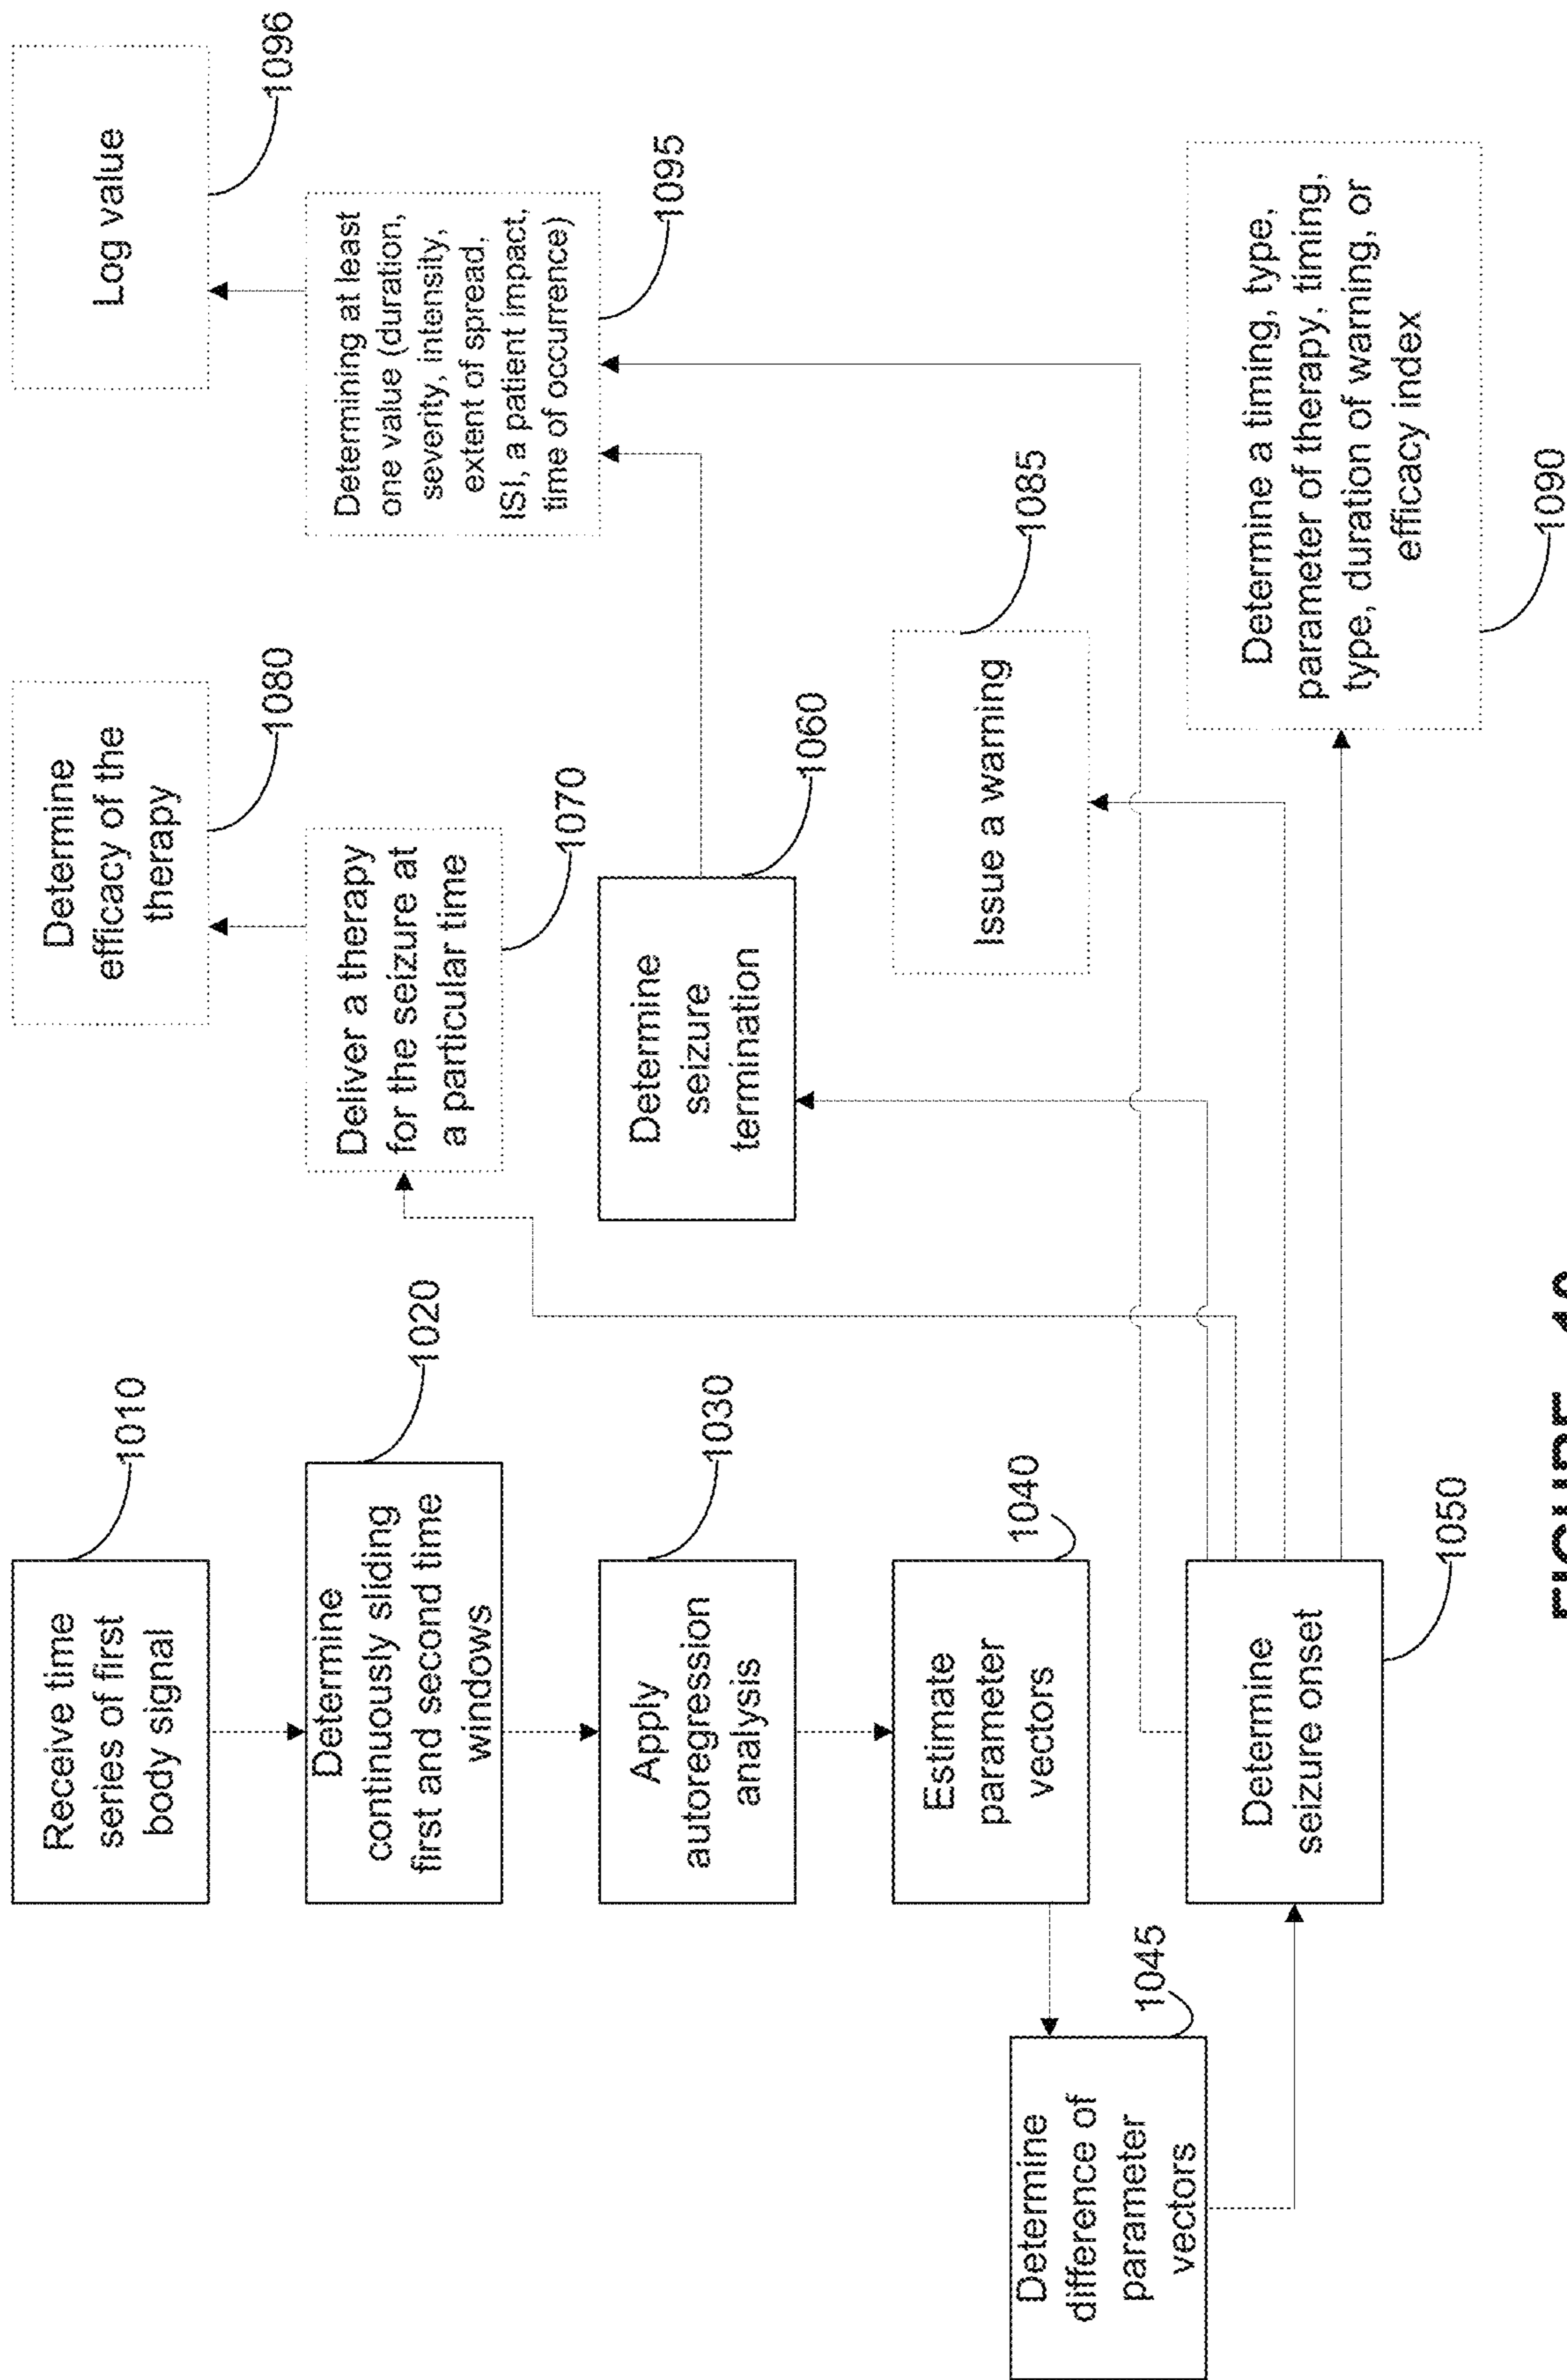 Receive time
series of first
body signal
1010
Determine
continuously sliding
first and second time
windows
1020
Apply
autoregression
analysis
1030
Estimate
parameter
vectors
1040
Determine
difference of
parameter
vectors
1045
Determine
seizure onset
1050
Determine
efficacy of the
therapy
1080
Deliver a therapy
for the seizure at
a particular time
1070
Determine
seizure
termination
1060
Issue a warning
1085
Log value
1096
Determining at least
one value (duration,
severity, intensity,
extent of spread,
ISI, a patient impact,
time of occurrence)
1095
Determine a timing, type,
parameter of therapy, timing,
type, duration of warning, or
efficacy index
1090